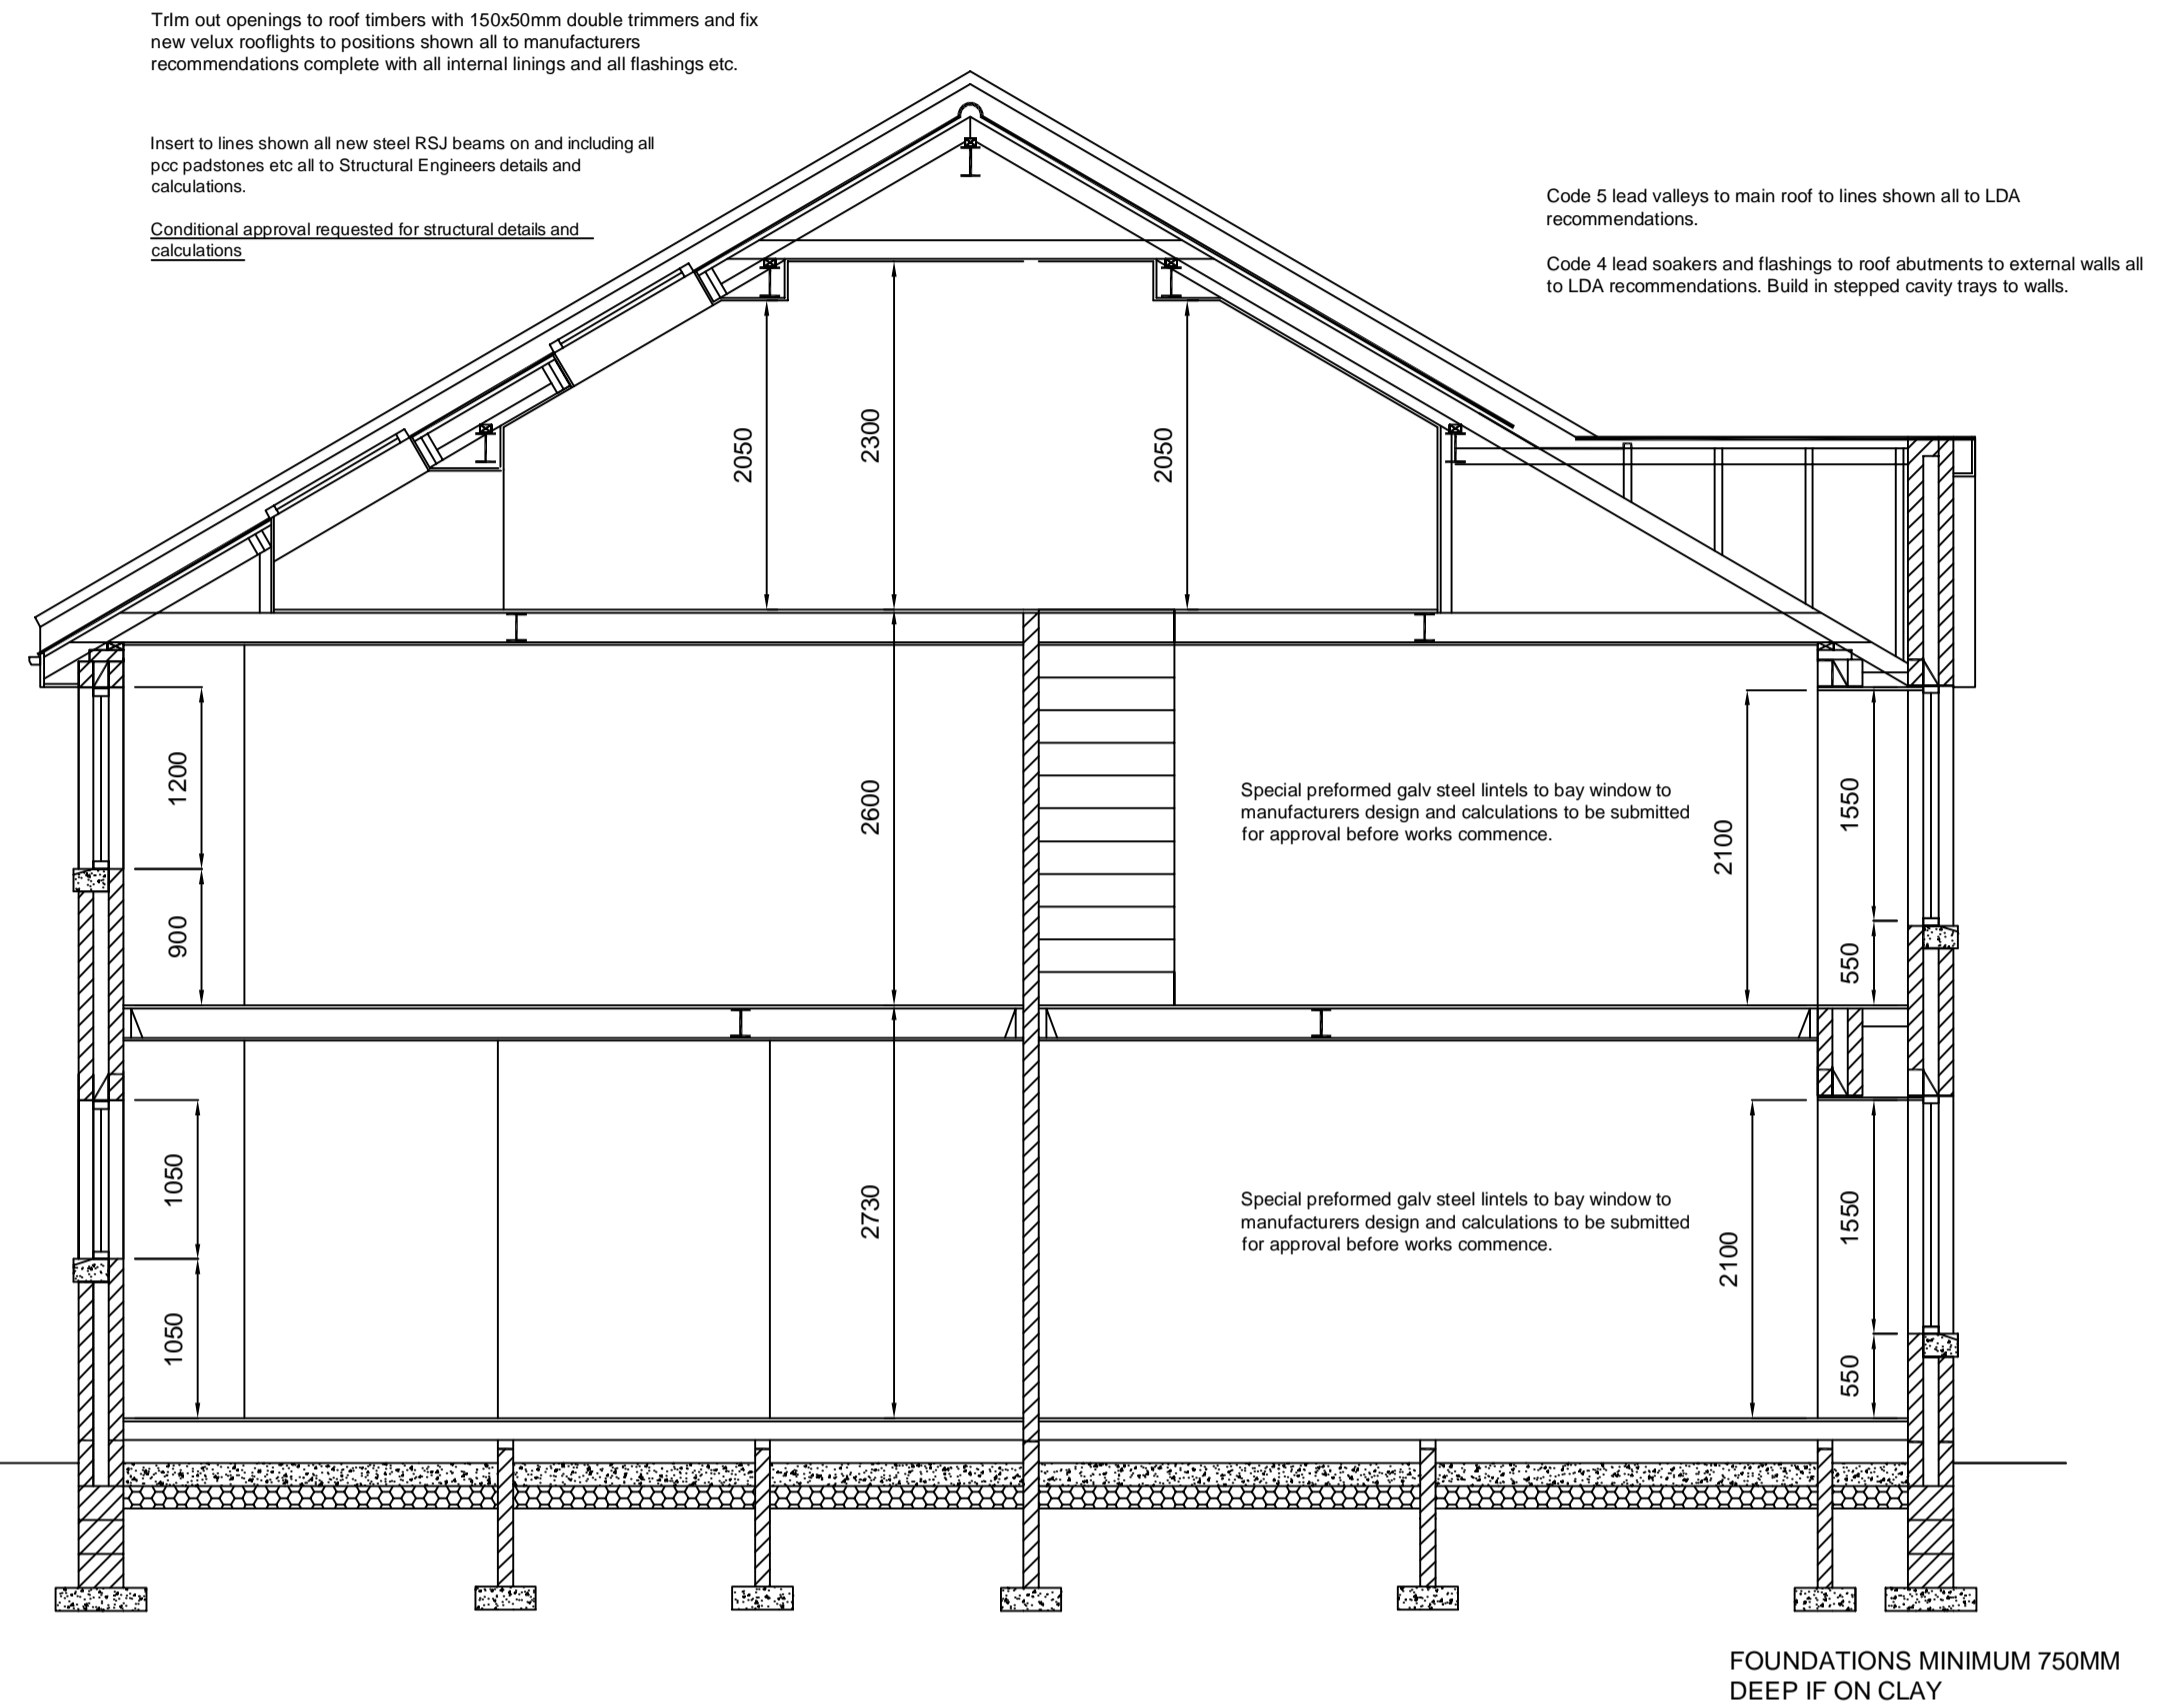 TrIm out openings to roof timbers with 150x50mm double trimmers and fix
new velux rooflights to positions shown all to manufacturers
recommendations complete with all internal linings and all flashings etc.
Insert to lines shown all new steel RSJ beams on and including all
pcc padstones etc all to Structural Engineers details and
calculations.
Conditional approval requested for structural details and
calculations
Code 5 lead valleys to main roof to lines shown all to LDA
recommendations.
Code 4 lead soakers and flashings to roof abutments to external walls all
to LDA recommendations. Build in stepped cavity trays to walls.
2050
2300
2050
1200
900
2600
Special preformed galv steel lintels to bay window to
manufacturers design and calculations to be submitted
for approval before works commence.
2100
1550
550
1050
1050
2730
Special preformed galv steel lintels to bay window to
manufacturers design and calculations to be submitted
for approval before works commence.
2100
1550
550
FOUNDATIONS MINIMUM 750MM
DEEP IF ON CLAY